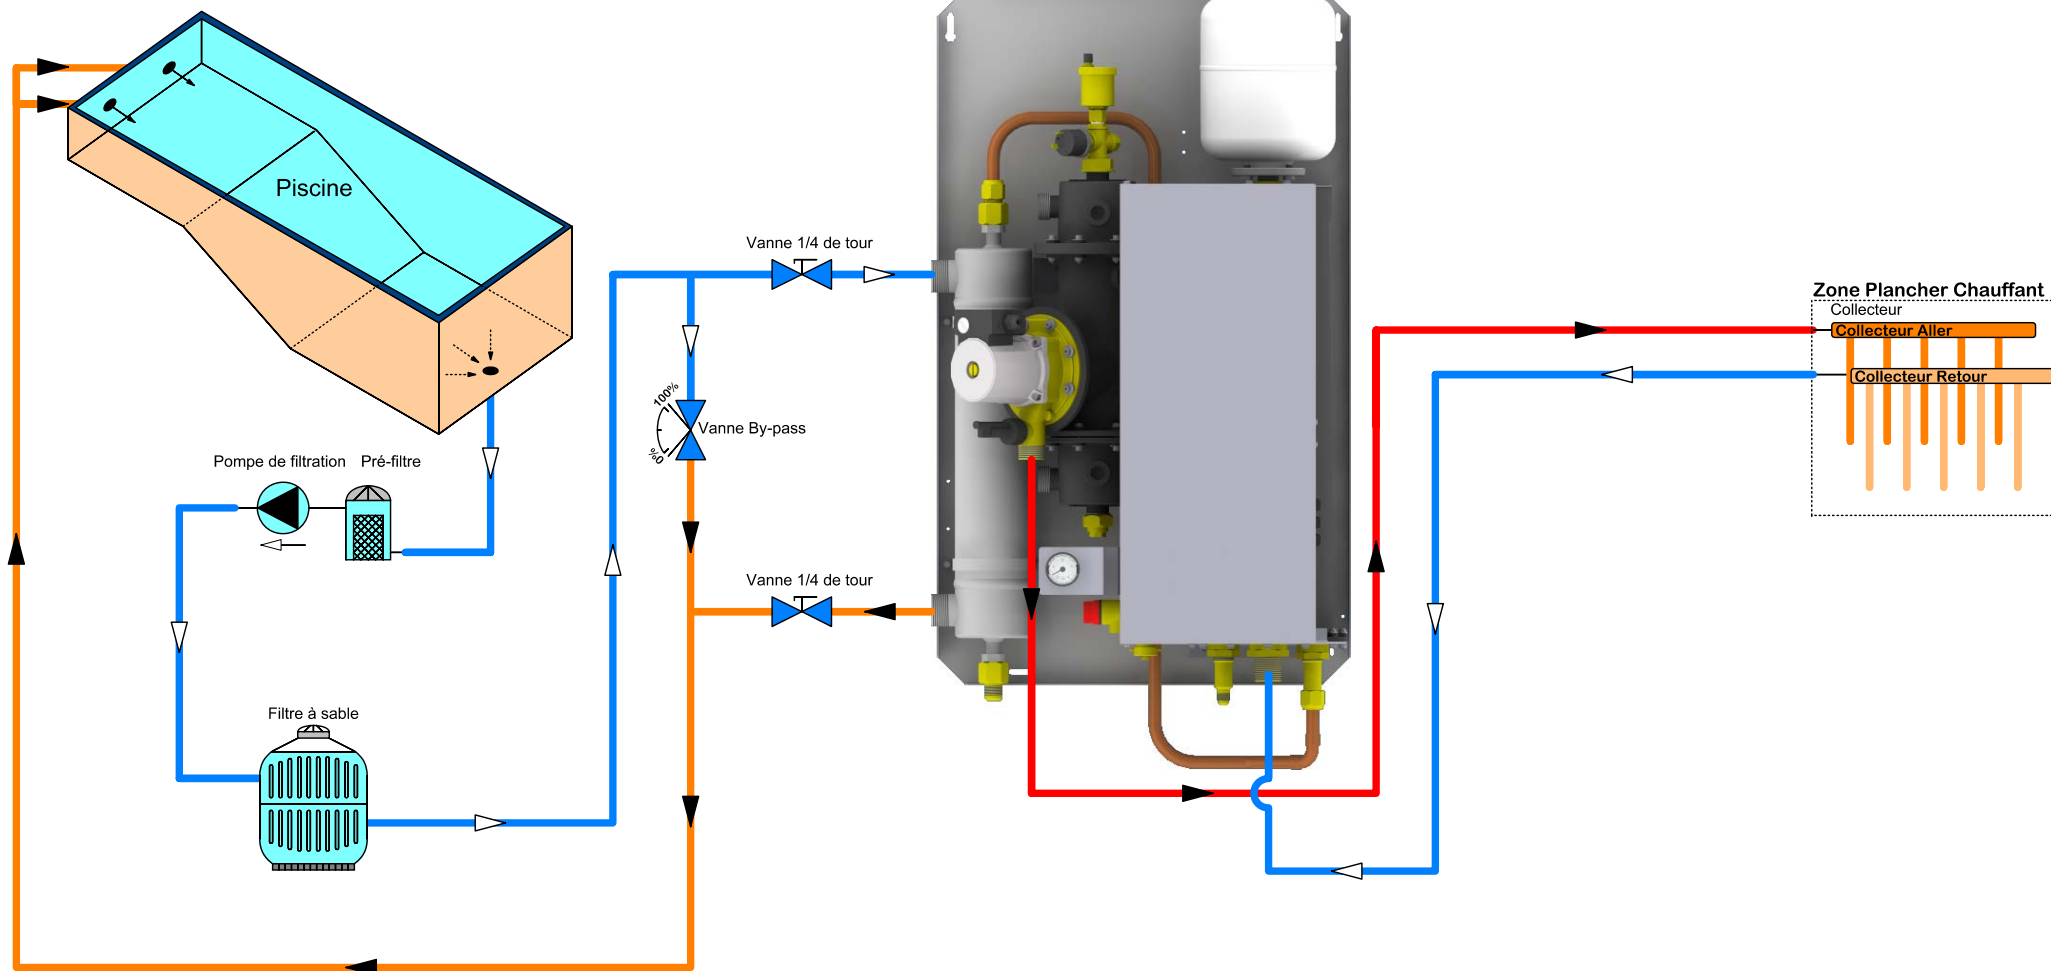 Piscine
Vanne 1/4 de tour
Zone Plancher Chauffant
Collecteur
Collecteur Aller
Collecteur Retour
100%
Vanne By-pass
0%
Pompe de filtration
Pré-filtre
Vanne 1/4 de tour
Filtre à sable